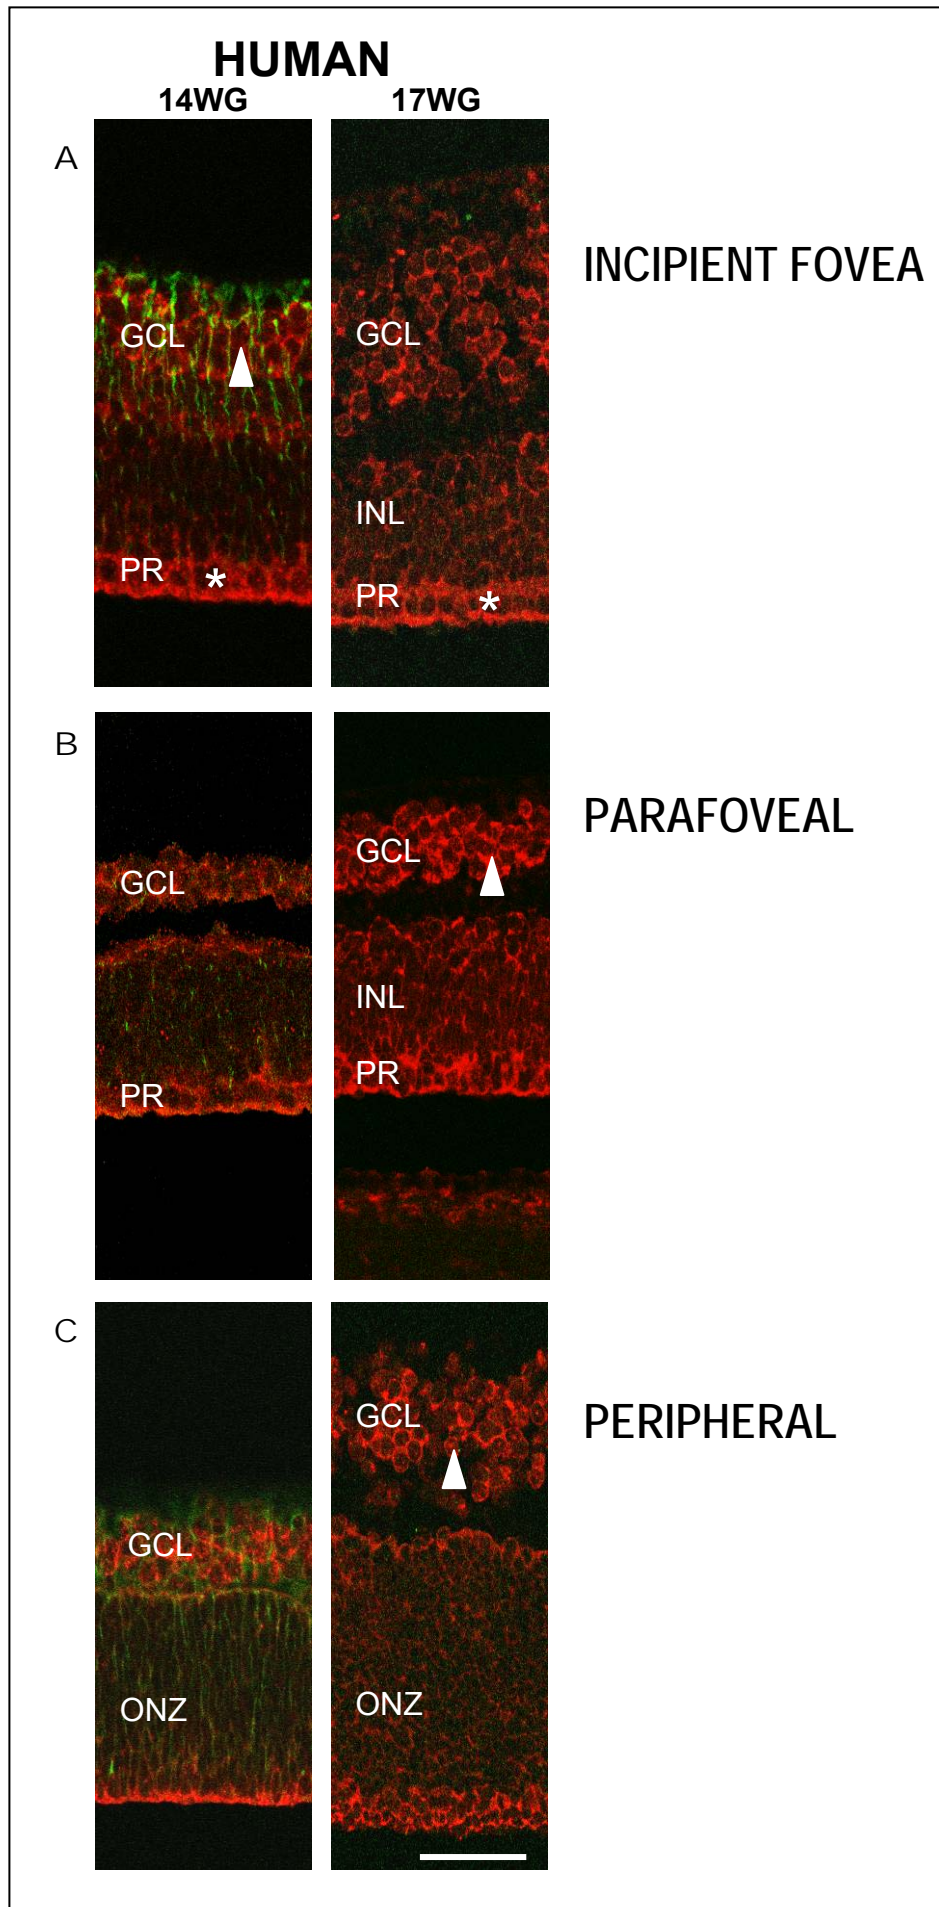 HUMAN
14WG 17WG
A
GCL
PR
*
GCL
INL
PR
*
INCIPIENT FOVEA
B
GCL
PR
GCL
INL
PR
PARAFOVEAL
C
GCL
ONZ
GCL
ONZ
PERIPHERAL